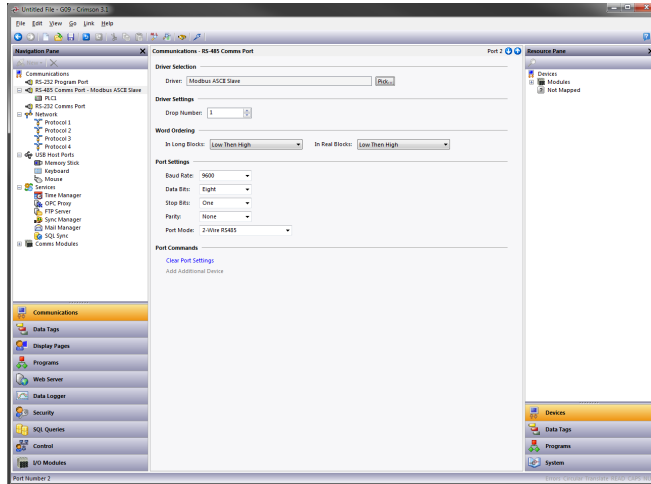 Untitled File - G09 - Crimson 3.1
File Edit View Go Link Help
Navigation Pane
Communications
RS-232 Program Port
RS-485 Comms Port - Modbus ASCII Slave
PLC1
RS-232 Comms Port
Network
Protocol 1
Protocol 2
Protocol 3
Protocol 4
USB Host Ports
Memory Stick
Keyboard
Mouse
Services
Time Manager
OPC Proxy
FTP Server
Sync Manager
Mail Manager
SQL Sync
Comms Modules
Communications
Data Tags
Display Pages
Programs
Web Server
Data Logger
Security
SQL Queries
Control
I/O Modules
Port Number 2
Communications - RS-485 Comms Port Port 2
Driver Selection
Driver: Modbus ASCII Slave Pick...
Driver Settings
Drop Number: 1
Word Ordering
In Long Blocks: Low Then High In Real Blocks: Low Then High
Port Settings
Baud Rate: 9600
Data Bits: Eight
Stop Bits: One
Parity: None
Port Mode: 2-Wire RS485
Port Commands
Clear Port Settings
Add Additional Device
Resource Pane
Devices
Modules
Not Mapped
Devices
Data Tags
Programs
System
Errors Circular Translate READ CAPS